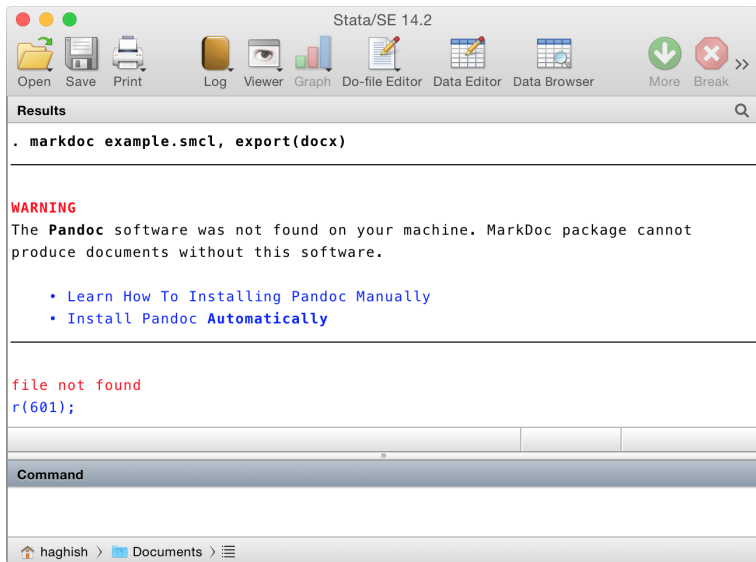 Stata/SE 14.2
Open Save Print Log Viewer Graph Do-file Editor Data Editor Data Browser More Break
Results
. markdoc example.smcl, export(docx)
WARNING
The Pandoc software was not found on your machine. MarkDoc package cannot
produce documents without this software.
• Learn How To Installing Pandoc Manually
• Install Pandoc Automatically
file not found
r(601);
Command
haghish 〉 Documents 〉